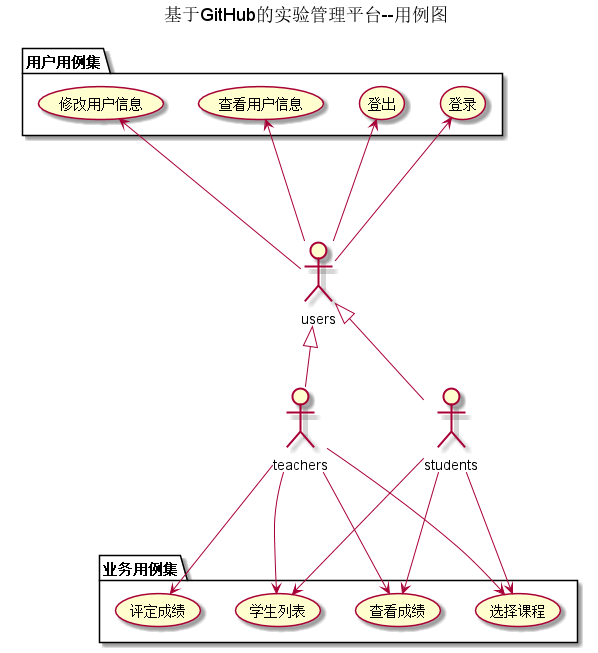 基于GitHub的实验管理平台--用例图
用户用例集
修改用户信息
查看用户信息
登出
登录
users
teachers
students
业务用例集
评定成绩
学生列表
查看成绩
选择课程